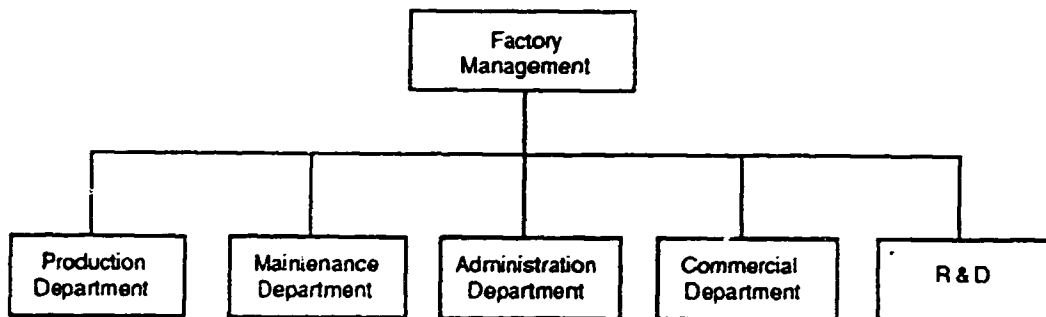 Factory
Management
Production
Department
Maintenance
Department
Administration
Department
Commercial
Department
R & D